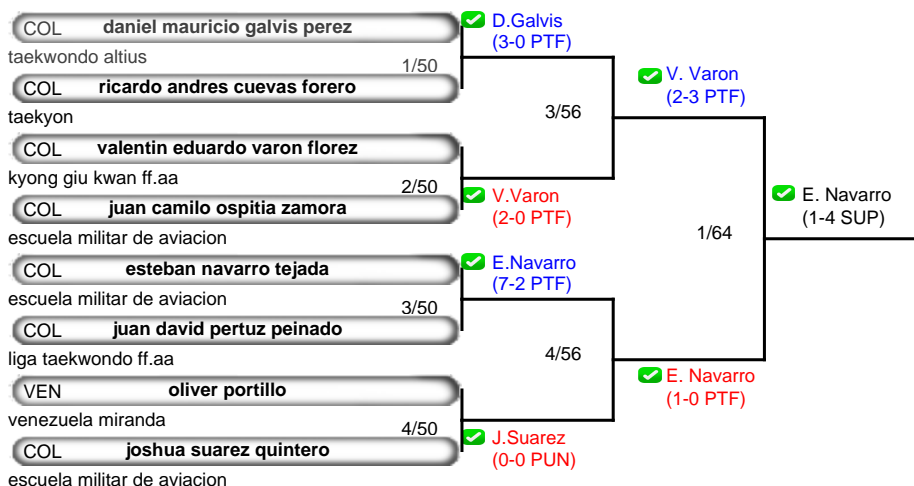 COL daniel mauricio galvis perez
taekwondo altius
1/50
COL ricardo andres cuevas forero
taekyon
COL valentin eduardo varon florez
kyong giu kwan ff.aa
2/50
COL juan camilo ospitia zamora
escuela militar de aviacion
COL esteban navarro tejada
escuela militar de aviacion
3/50
COL juan david pertuz peinado
liga taekwondo ff.aa
VEN oliver portillo
venezuela miranda
4/50
COL joshua suarez quintero
escuela militar de aviacion
D.Galvis
(3-0 PTF)
3/56
V.Varon
(2-0 PTF)
E.Navarro
(7-2 PTF)
4/56
J.Suarez
(0-0 PUN)
V. Varon
(2-3 PTF)
1/64
E. Navarro
(1-0 PTF)
E. Navarro
(1-4 SUP)